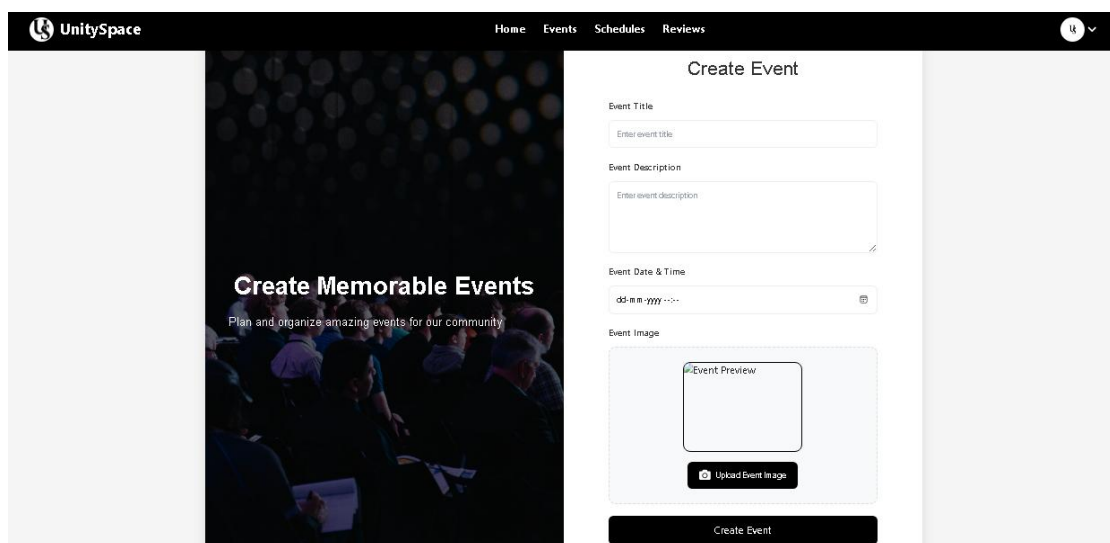 UnitySpace
Home Events Schedules Reviews
Create Memorable Events
Plan and organize amazing events for our community
Create Event
Event Title
Enter event title
Event Description
Enter event description
Event Date & Time
dd-mm-yyyy --:--
Event Image
Event Preview
Upload Event Image
Create Event